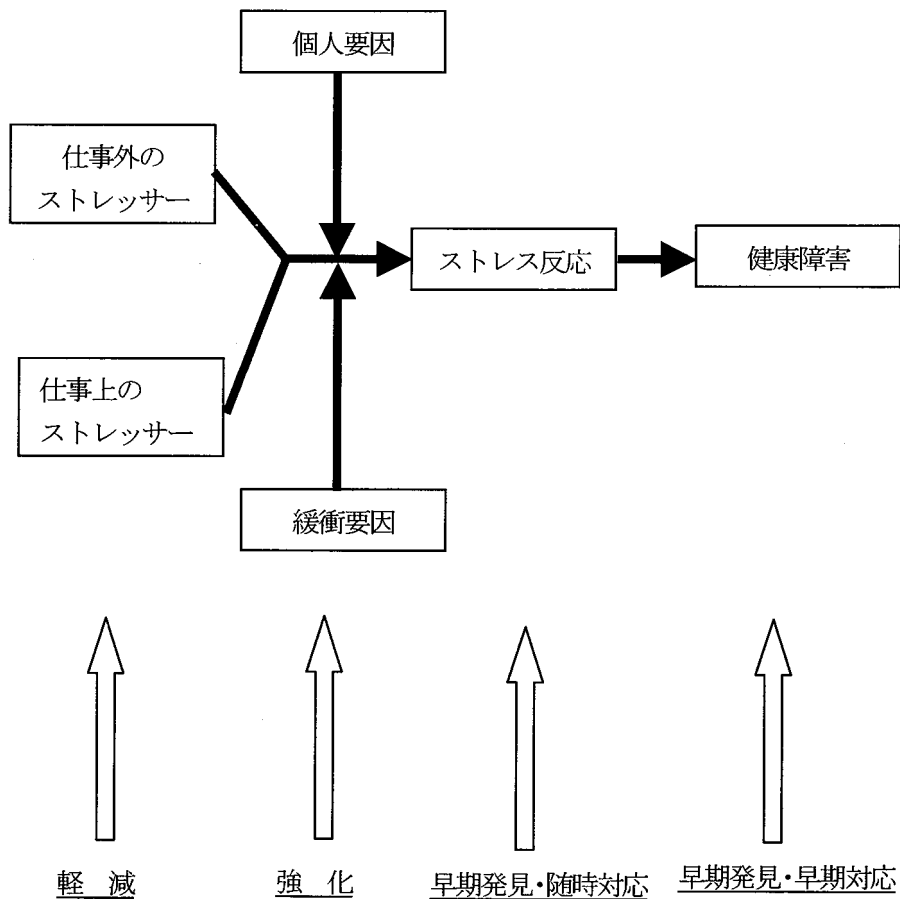 個人要因
仕事外の
ストレッサー
ストレス反応
健康障害
仕事上の
ストレッサー
緩衝要因
軽 減
強 化
早期発見・随時対応
早期発見・早期対応